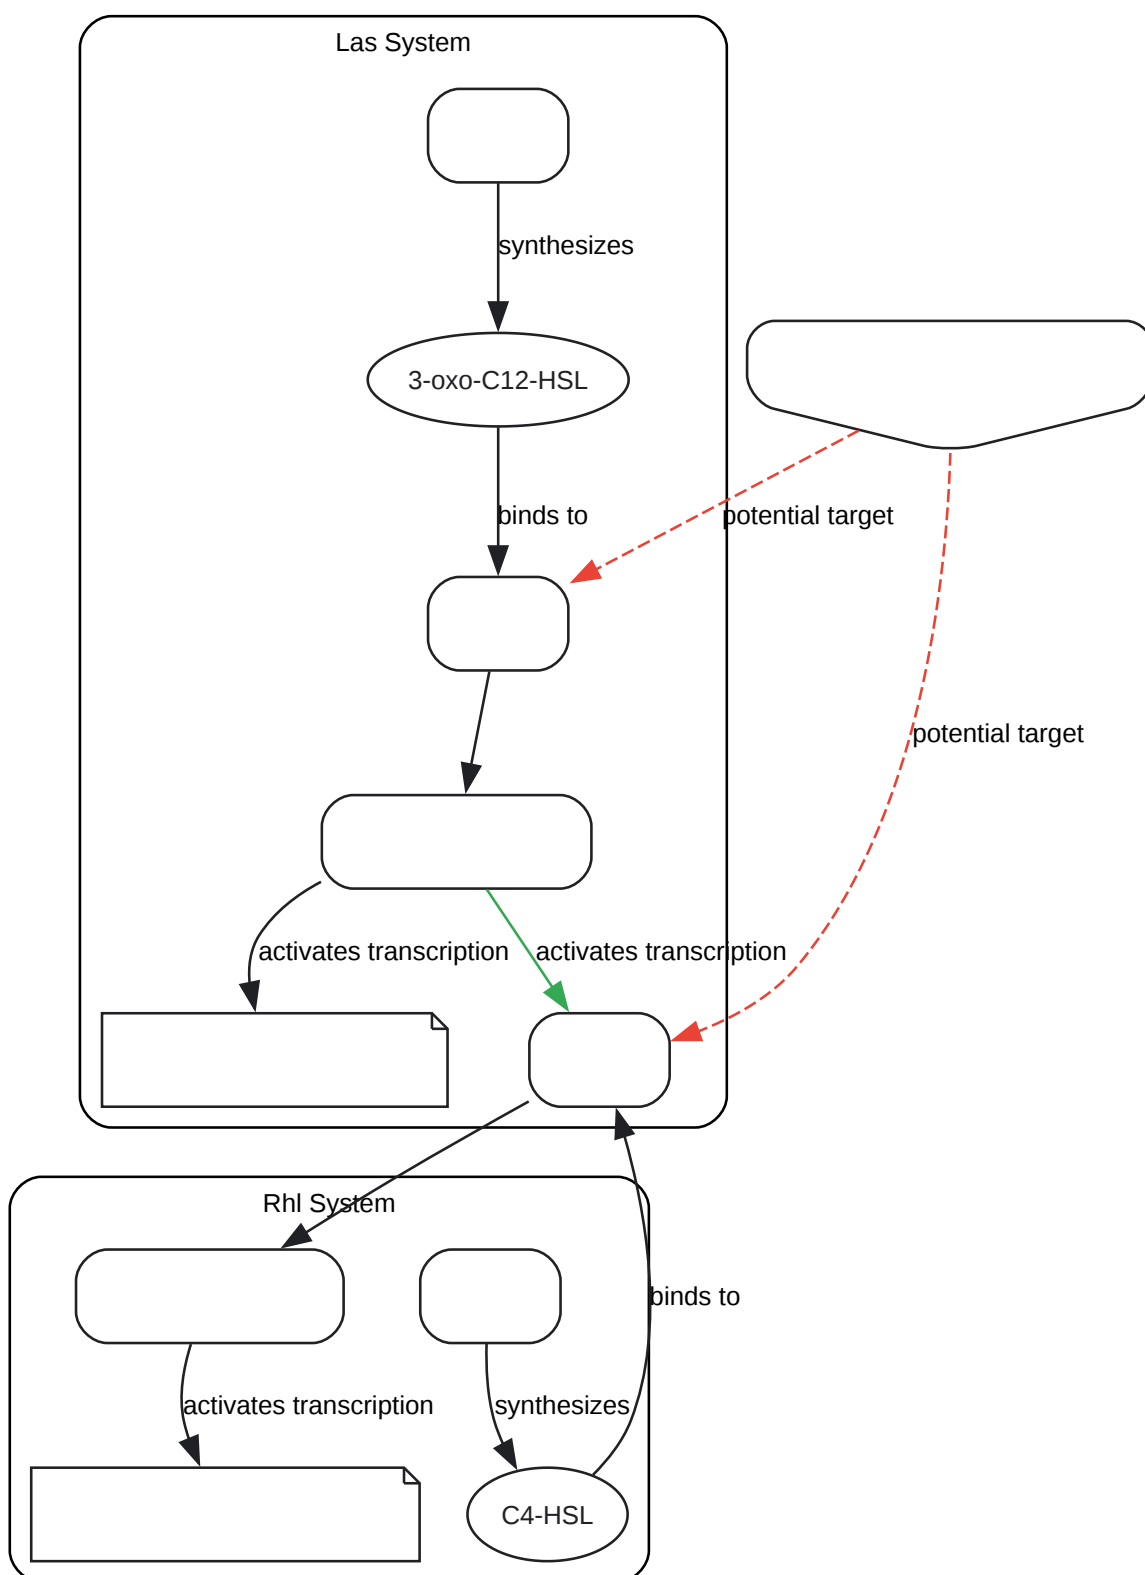 Las System
synthesizes
3-oxo-C12-HSL
binds to
potential target
potential target
activates transcription
activates transcription
Rhl System
binds to
activates transcription
synthesizes
C4-HSL